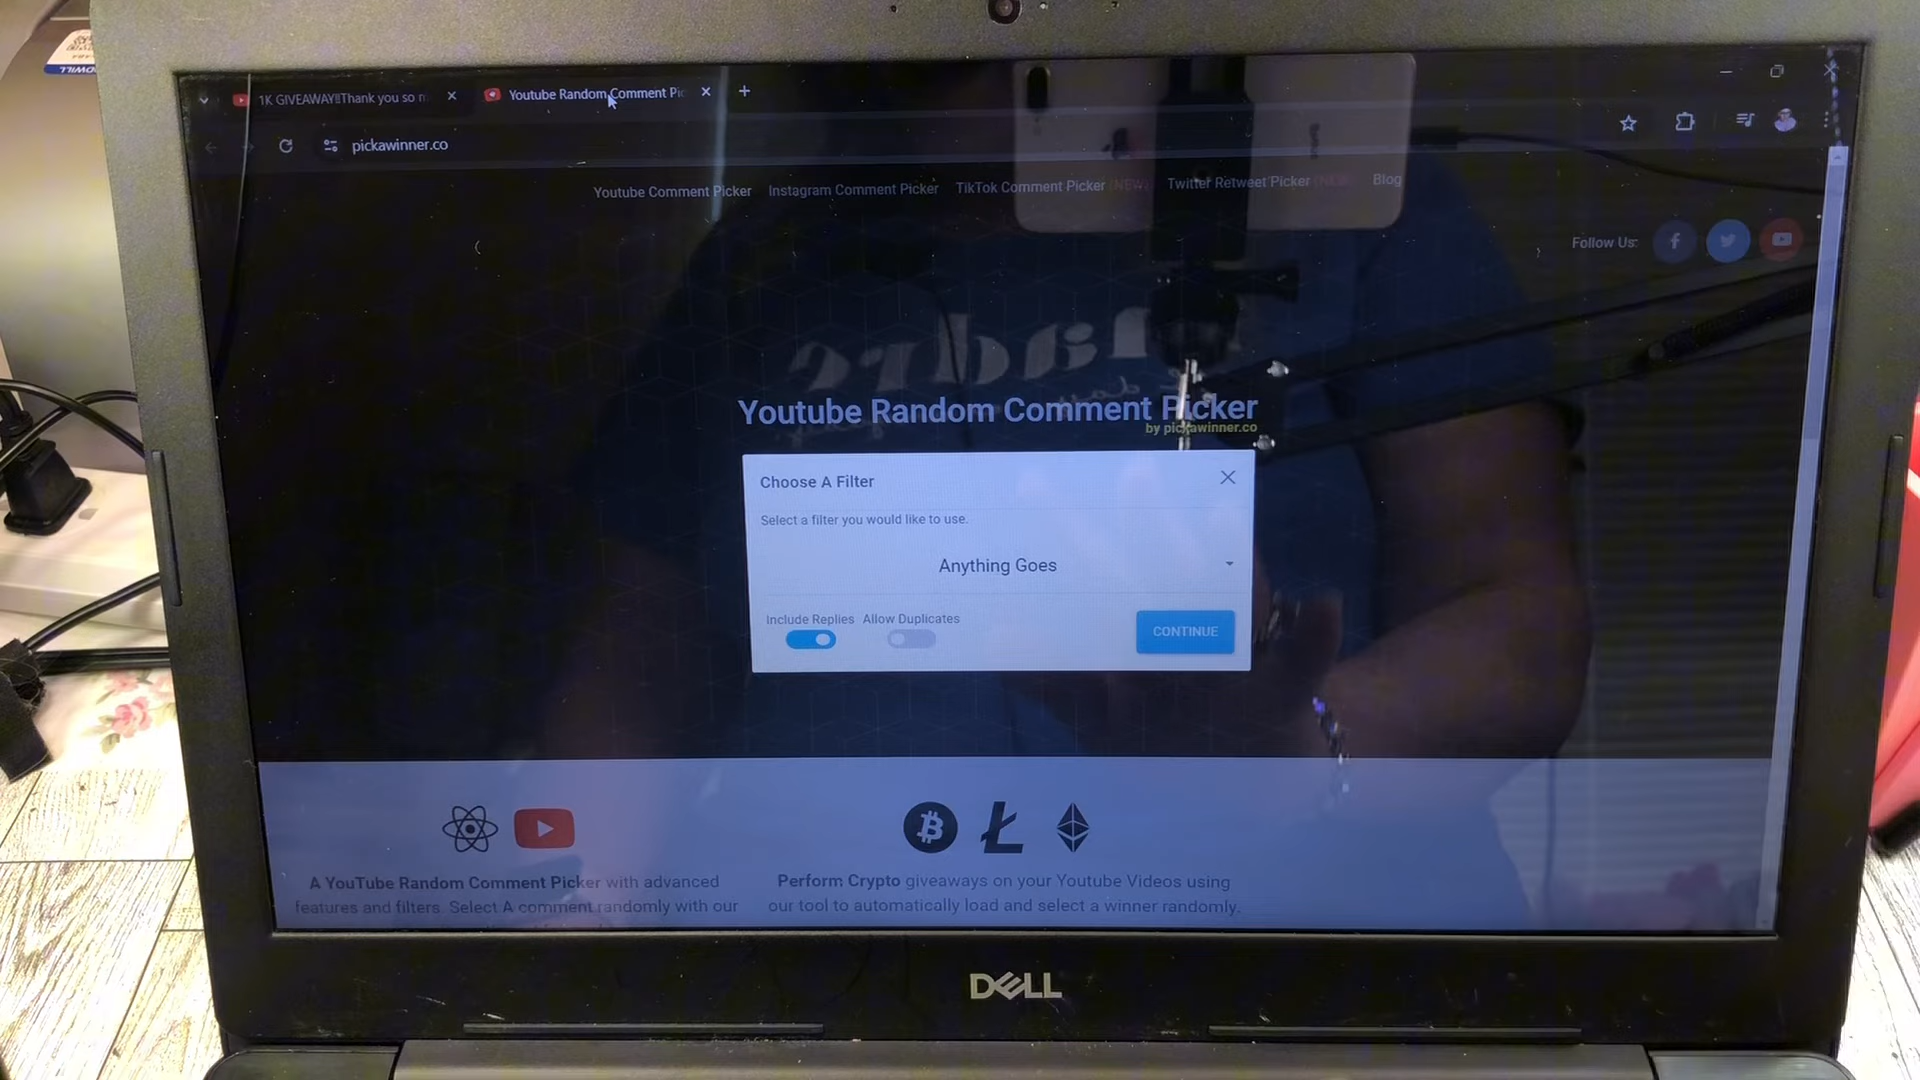 1K GIVEAWAY!!Thank you so m
Youtube Random Comment Pic
pickawinner.co
Youtube Comment Picker Instagram Comment Picker TikTok Comment Picker (NEW) Twitter Retweet Picker (NEW) Blog
Follow Us:
Youtube Random Comment Picker
by pickawinner.co
Choose A Filter
Select a filter you would like to use.
Anything Goes
Include Replies Allow Duplicates
CONTINUE
A YouTube Random Comment Picker with advanced
features and filters. Select A comment randomly with our
Perform Crypto giveaways on your Youtube Videos using
our tool to automatically load and select a winner randomly.
DELL